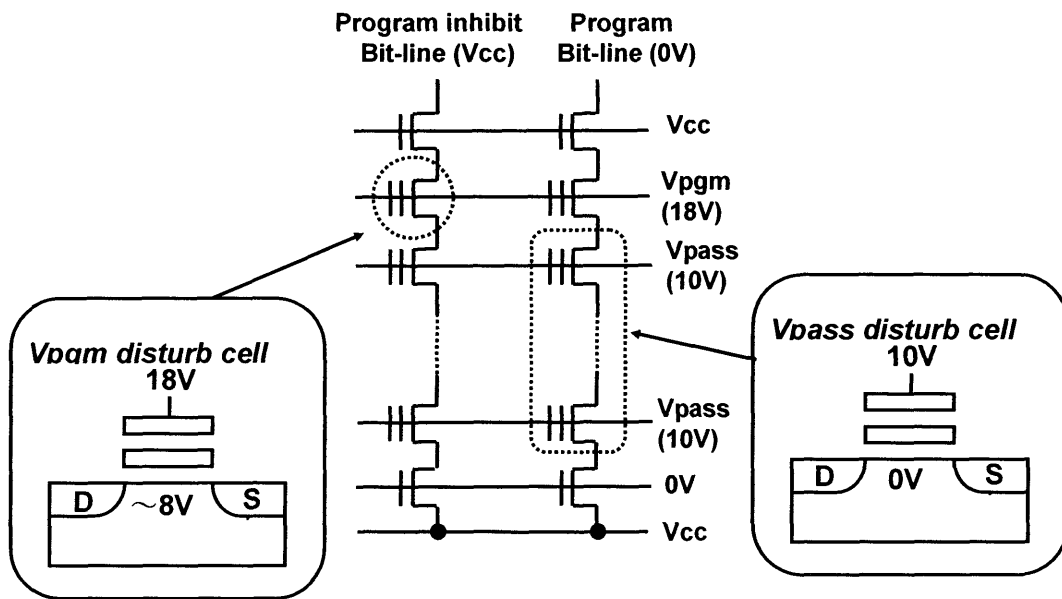 Program inhibit
Bit-line (Vcc)
Program
Bit-line (0V)
Vcc
Vpgm
(18V)
Vpass
(10V)
Vpass
(10V)
0V
Vcc
Vpgm disturb cell
18V
D
~8V
S
Vpass disturb cell
10V
D
0V
S